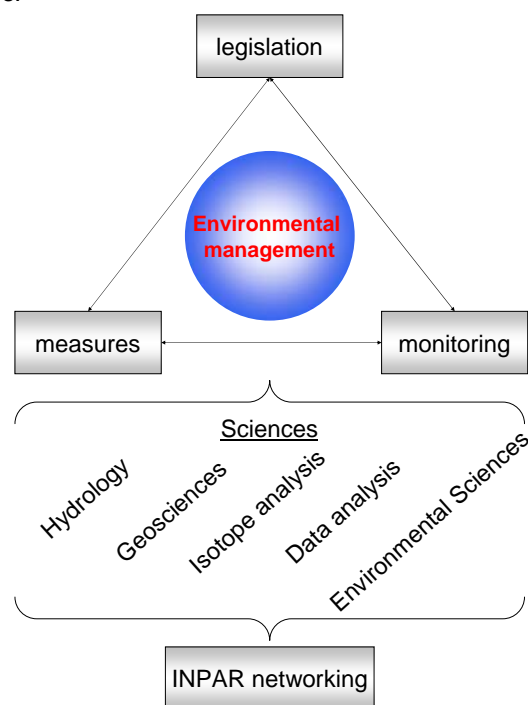 legislation
Environmental
management
measures
monitoring
Sciences
Hydrology
Geosciences
Isotope analysis
Data analysis
Environmental Sciences
INPAR networking